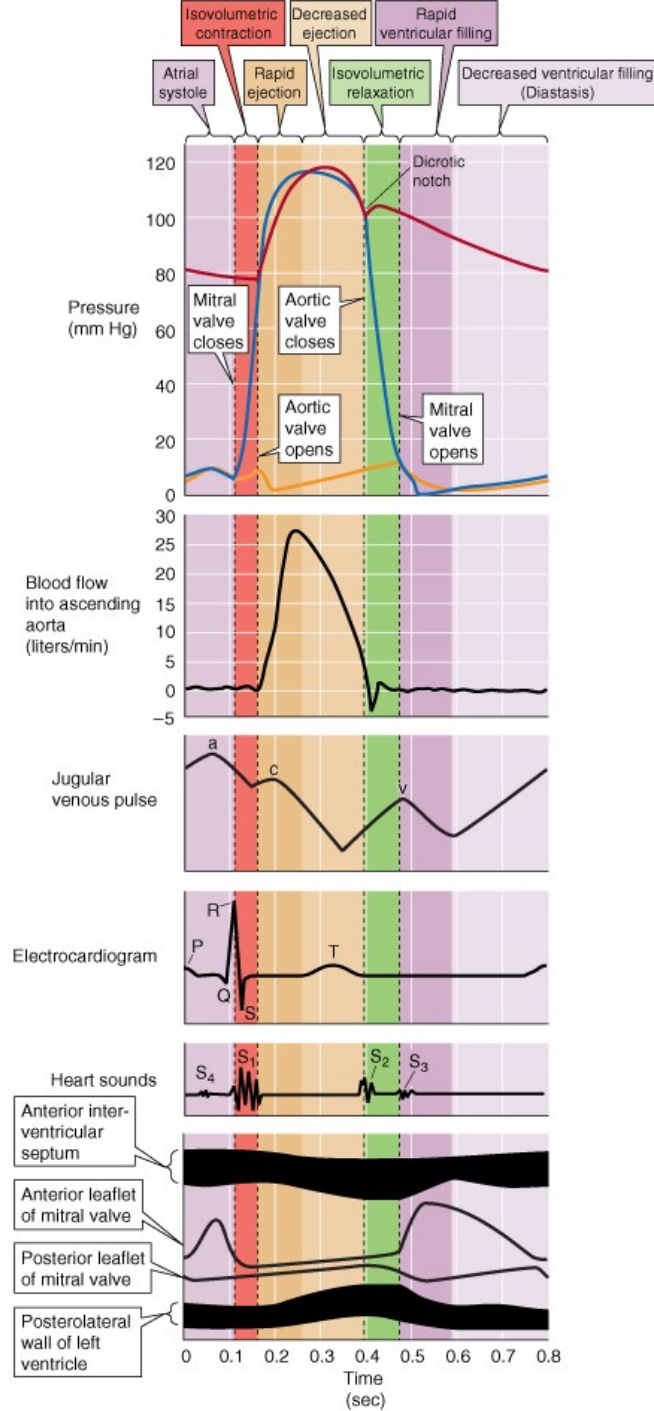 Isovolumetric
contraction
Decreased
ejection
Rapid
ventricular filling
Atrial
systole
Rapid
ejection
Isovolumetric
relaxation
Decreased ventricular filling
(Diastasis)
120
100
80
60
40
20
0
Pressure
(mm Hg)
Dicrotic
notch
Mitral
valve
closes
Aortic
valve
closes
Aortic
valve
opens
Mitral
valve
opens
30
25
20
15
10
5
0
−5
Blood flow
into ascending
aorta
(liters/min)
Jugular
venous pulse
a
c
v
Electrocardiogram
R
P
Q
S
T
Heart sounds
S4
S1
S2
S3
Anterior inter-
ventricular
septum
Anterior leaflet
of mitral valve
Posterior leaflet
of mitral valve
Posterolateral
wall of left
ventricle
0 0.1 0.2 0.3 0.4 0.5 0.6 0.7 0.8
Time
(sec)